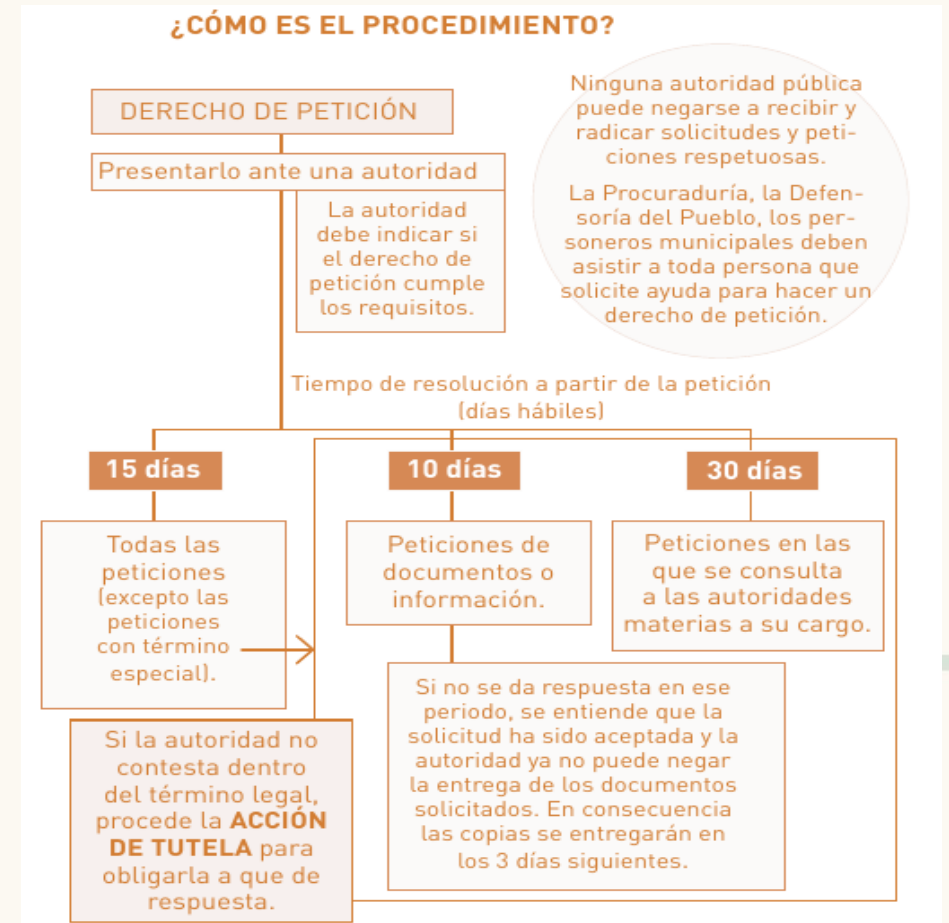 ¿CÓMO ES EL PROCEDIMIENTO?
DERECHO DE PETICIÓN
Presentarlo ante una autoridad
La autoridad
debe indicar si
el derecho de
petición cumple
los requisitos.
Ninguna autoridad pública
puede negarse a recibir y
radicar solicitudes y peti-
ciones respetuosas.
La Procuraduría, la Defen-
soría del Pueblo, los per-
soneros municipales deben
asistir a toda persona que
solicite ayuda para hacer un
derecho de petición.
Tiempo de resolución a partir de la petición
(días hábiles)
15 días
Todas las
peticiones
(excepto las
peticiones
con término
especial).
10 días
Peticiones de
documentos o
información.
30 días
Peticiones en las
que se consulta
a las autoridades
materias a su cargo.
Si no se da respuesta en ese
periodo, se entiende que la
solicitud ha sido aceptada y la
autoridad ya no puede negar
la entrega de los documentos
solicitados. En consecuencia
las copias se entregarán en
los 3 días siguientes.
Si la autoridad no
contesta dentro
del término legal,
procede la ACCIÓN
DE TUTELA para
obligarla a que de
respuesta.